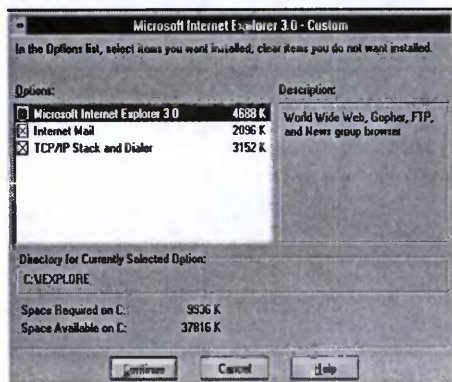 Microsoft Internet Explorer 3.0 - Custom
In the Options list, select items you want installed, clear items you do not want installed.
Options:
Description:
Microsoft Internet Explorer 3.0 4688 K
Internet Mail 2096 K
TCP/IP Stack and Dialer 3152 K
World Wide Web, Gopher, FTP,
and News group browser
Directory for Currently Selected Option:
C:\IEXPLORE
Space Required on C: 9936 K
Space Available on C: 37816 K
Continue Cancel Help